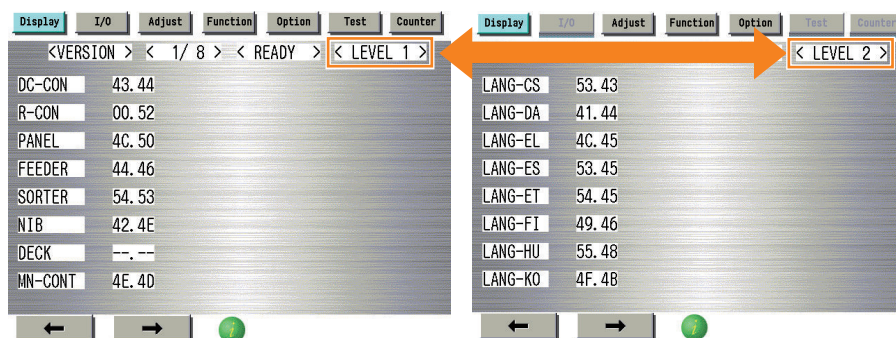 Display I/O Adjust Function Option Test Counter
<VERSION > < 1/ 8 > < READY > < LEVEL 1 >
DC-CON 43.44
R-CON 00.52
PANEL 4C.50
FEEDER 44.46
SORTER 54.53
NIB 42.4E
DECK --.--
MN-CONT 4E.4D
Display I/O Adjust Function Option Test Counter
< LEVEL 2 >
LANG-CS 53.43
LANG-DA 41.44
LANG-EL 4C.45
LANG-ES 53.45
LANG-ET 54.45
LANG-FI 49.46
LANG-HU 55.48
LANG-KO 4F.4B